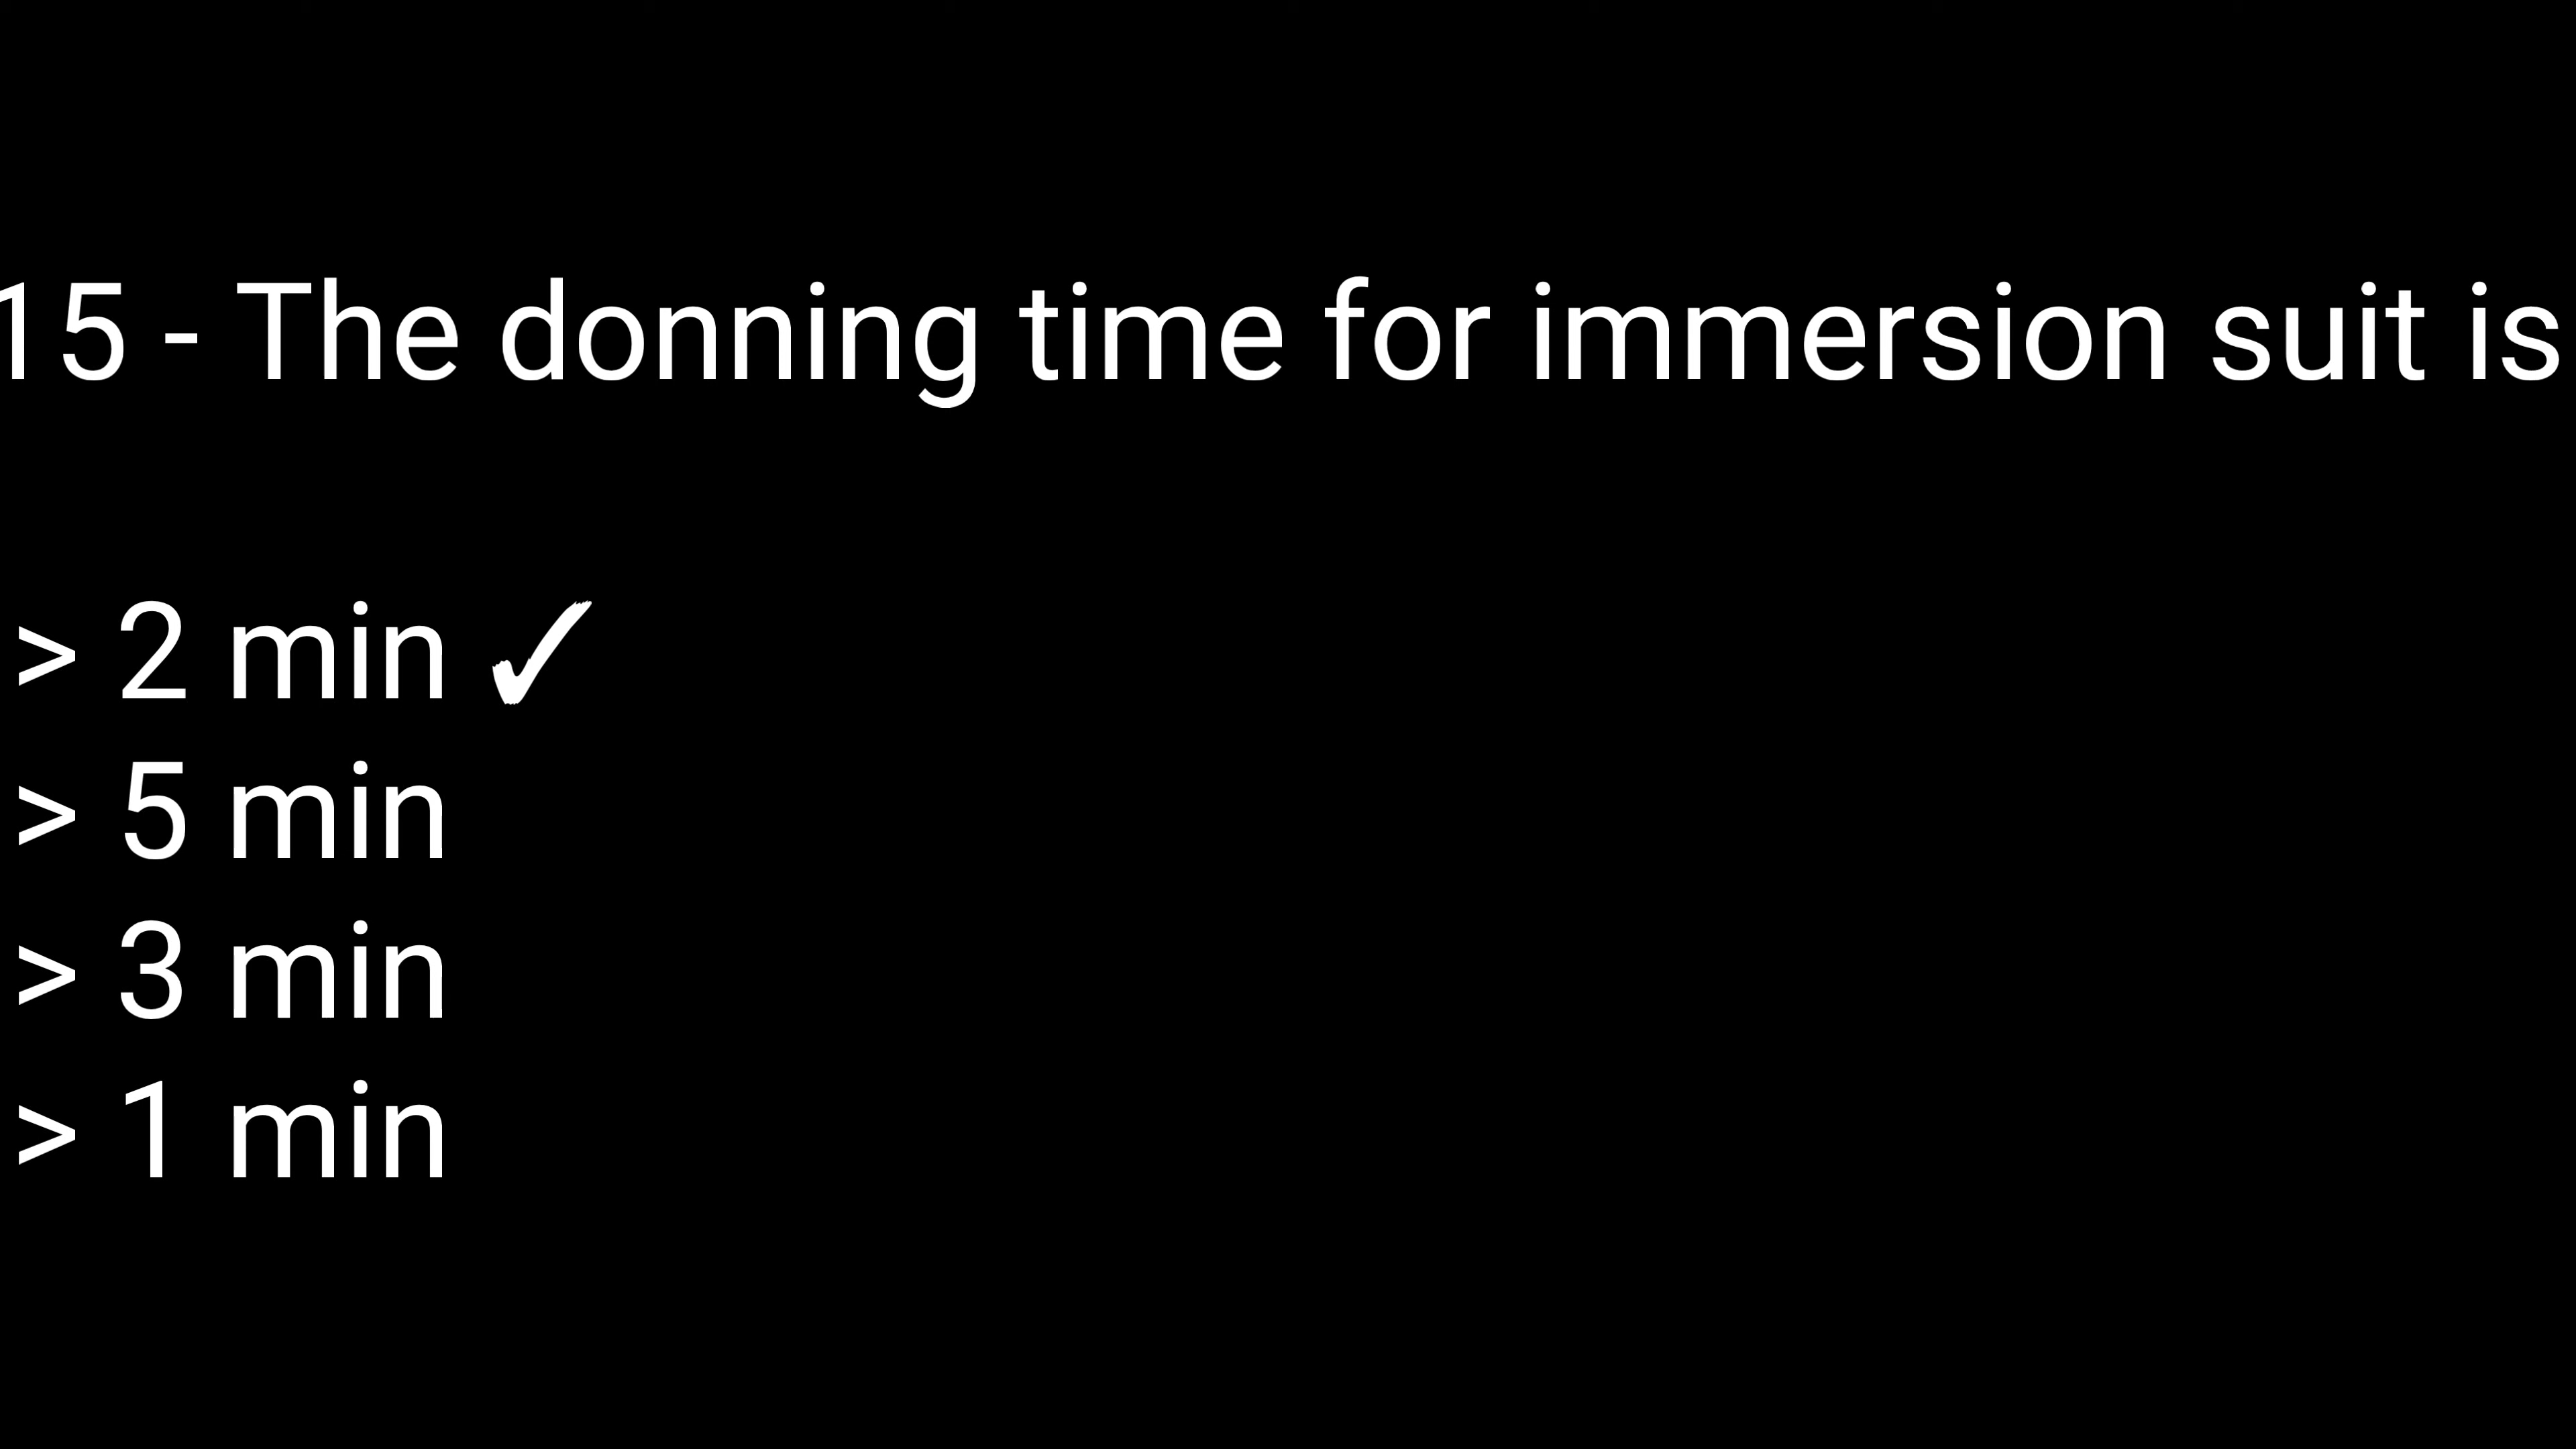 15 - The donning time for immersion suit is
> 2 min ✓
> 5 min
> 3 min
> 1 min